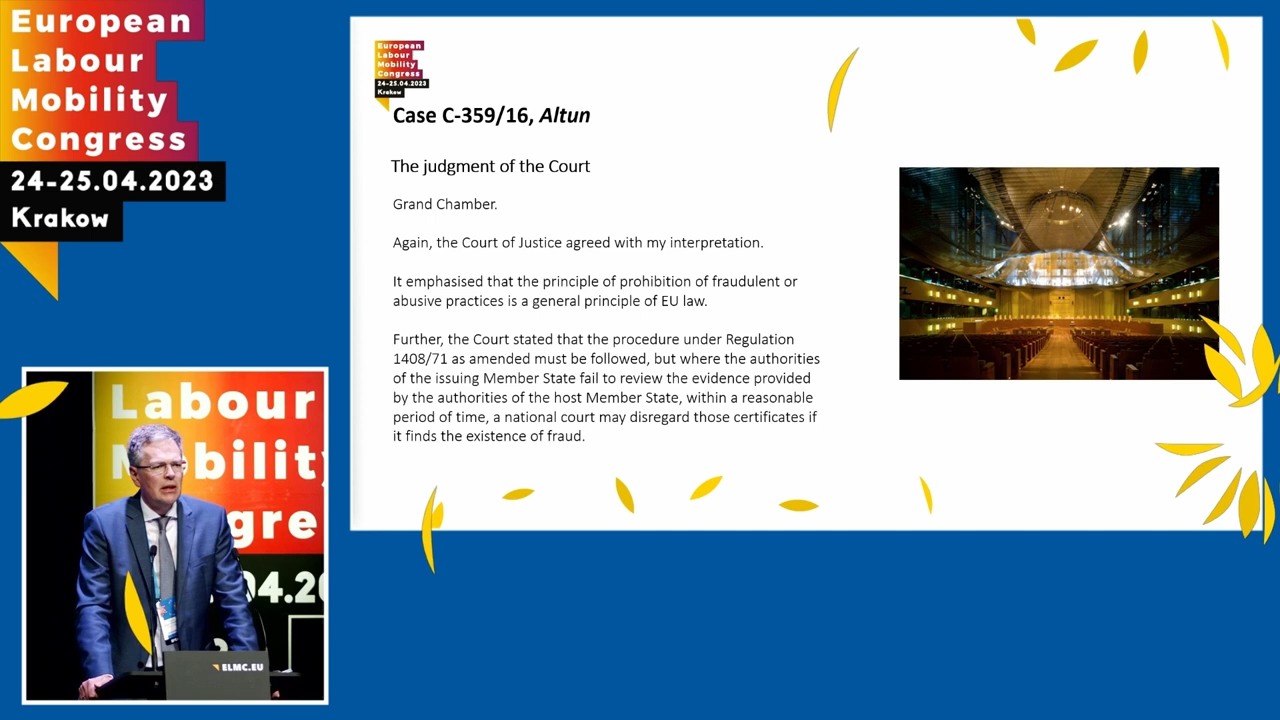 European
Labour
Mobility
Congress
24-25.04.2023
Krakow
European
Labour
Mobility
Congress
24-25.04.2023
Krakow
Case C-359/16, Altun
The judgment of the Court
Grand Chamber.
Again, the Court of Justice agreed with my interpretation.
It emphasised that the principle of prohibition of fraudulent or
abusive practices is a general principle of EU law.
Further, the Court stated that the procedure under Regulation
1408/71 as amended must be followed, but where the authorities
of the issuing Member State fail to review the evidence provided
by the authorities of the host Member State, within a reasonable
period of time, a national court may disregard those certificates if
it finds the existence of fraud.
Labour
Mobility
gre
04.20
ELMC.EU